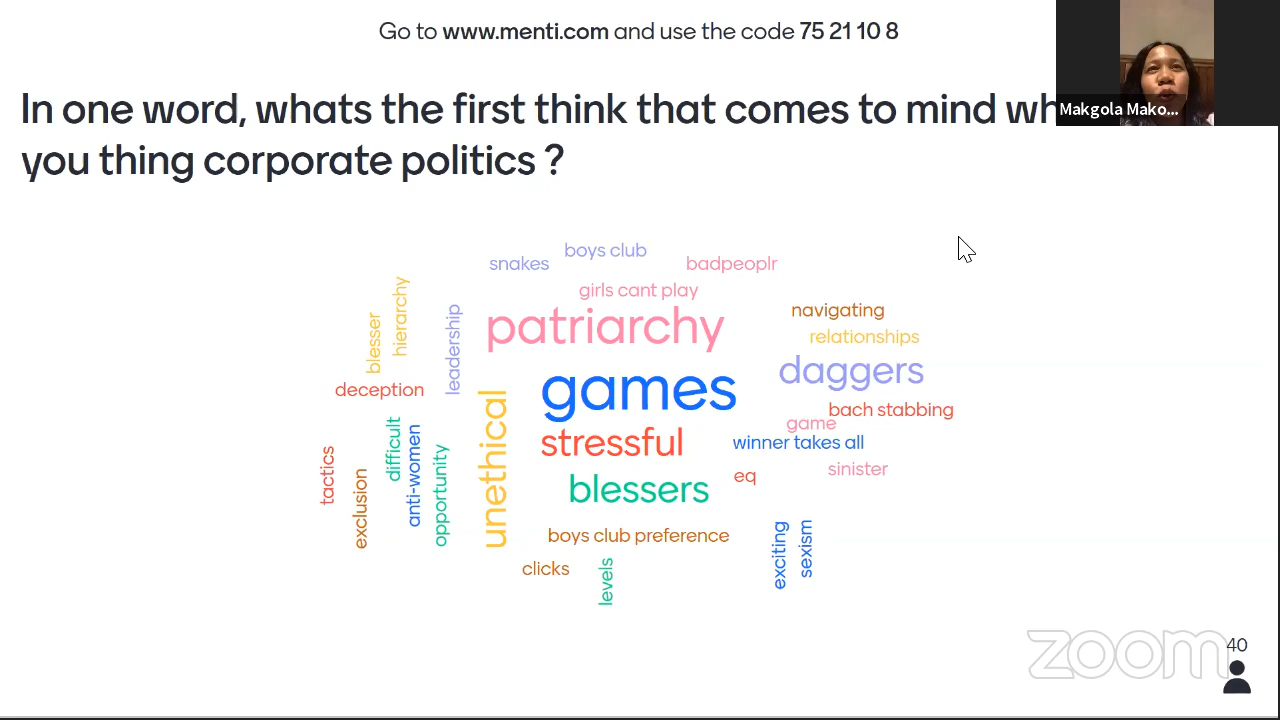 Go to www.menti.com and use the code 75 21 10 8
Makgola Mako...
In one word, whats the first think that comes to mind wh
you thing corporate politics ?
boys club
snakes
badpeoplr
girls cant play
hierarchy
blesser
leadership
patriarchy
navigating
relationships
daggers
deception
games
bach stabbing
game
unethical
stressful
winner takes all
difficult
anti-women
opportunity
tactics
exclusion
eq
sinister
blessers
boys club preference
exciting
sexism
clicks
levels
zoom
40